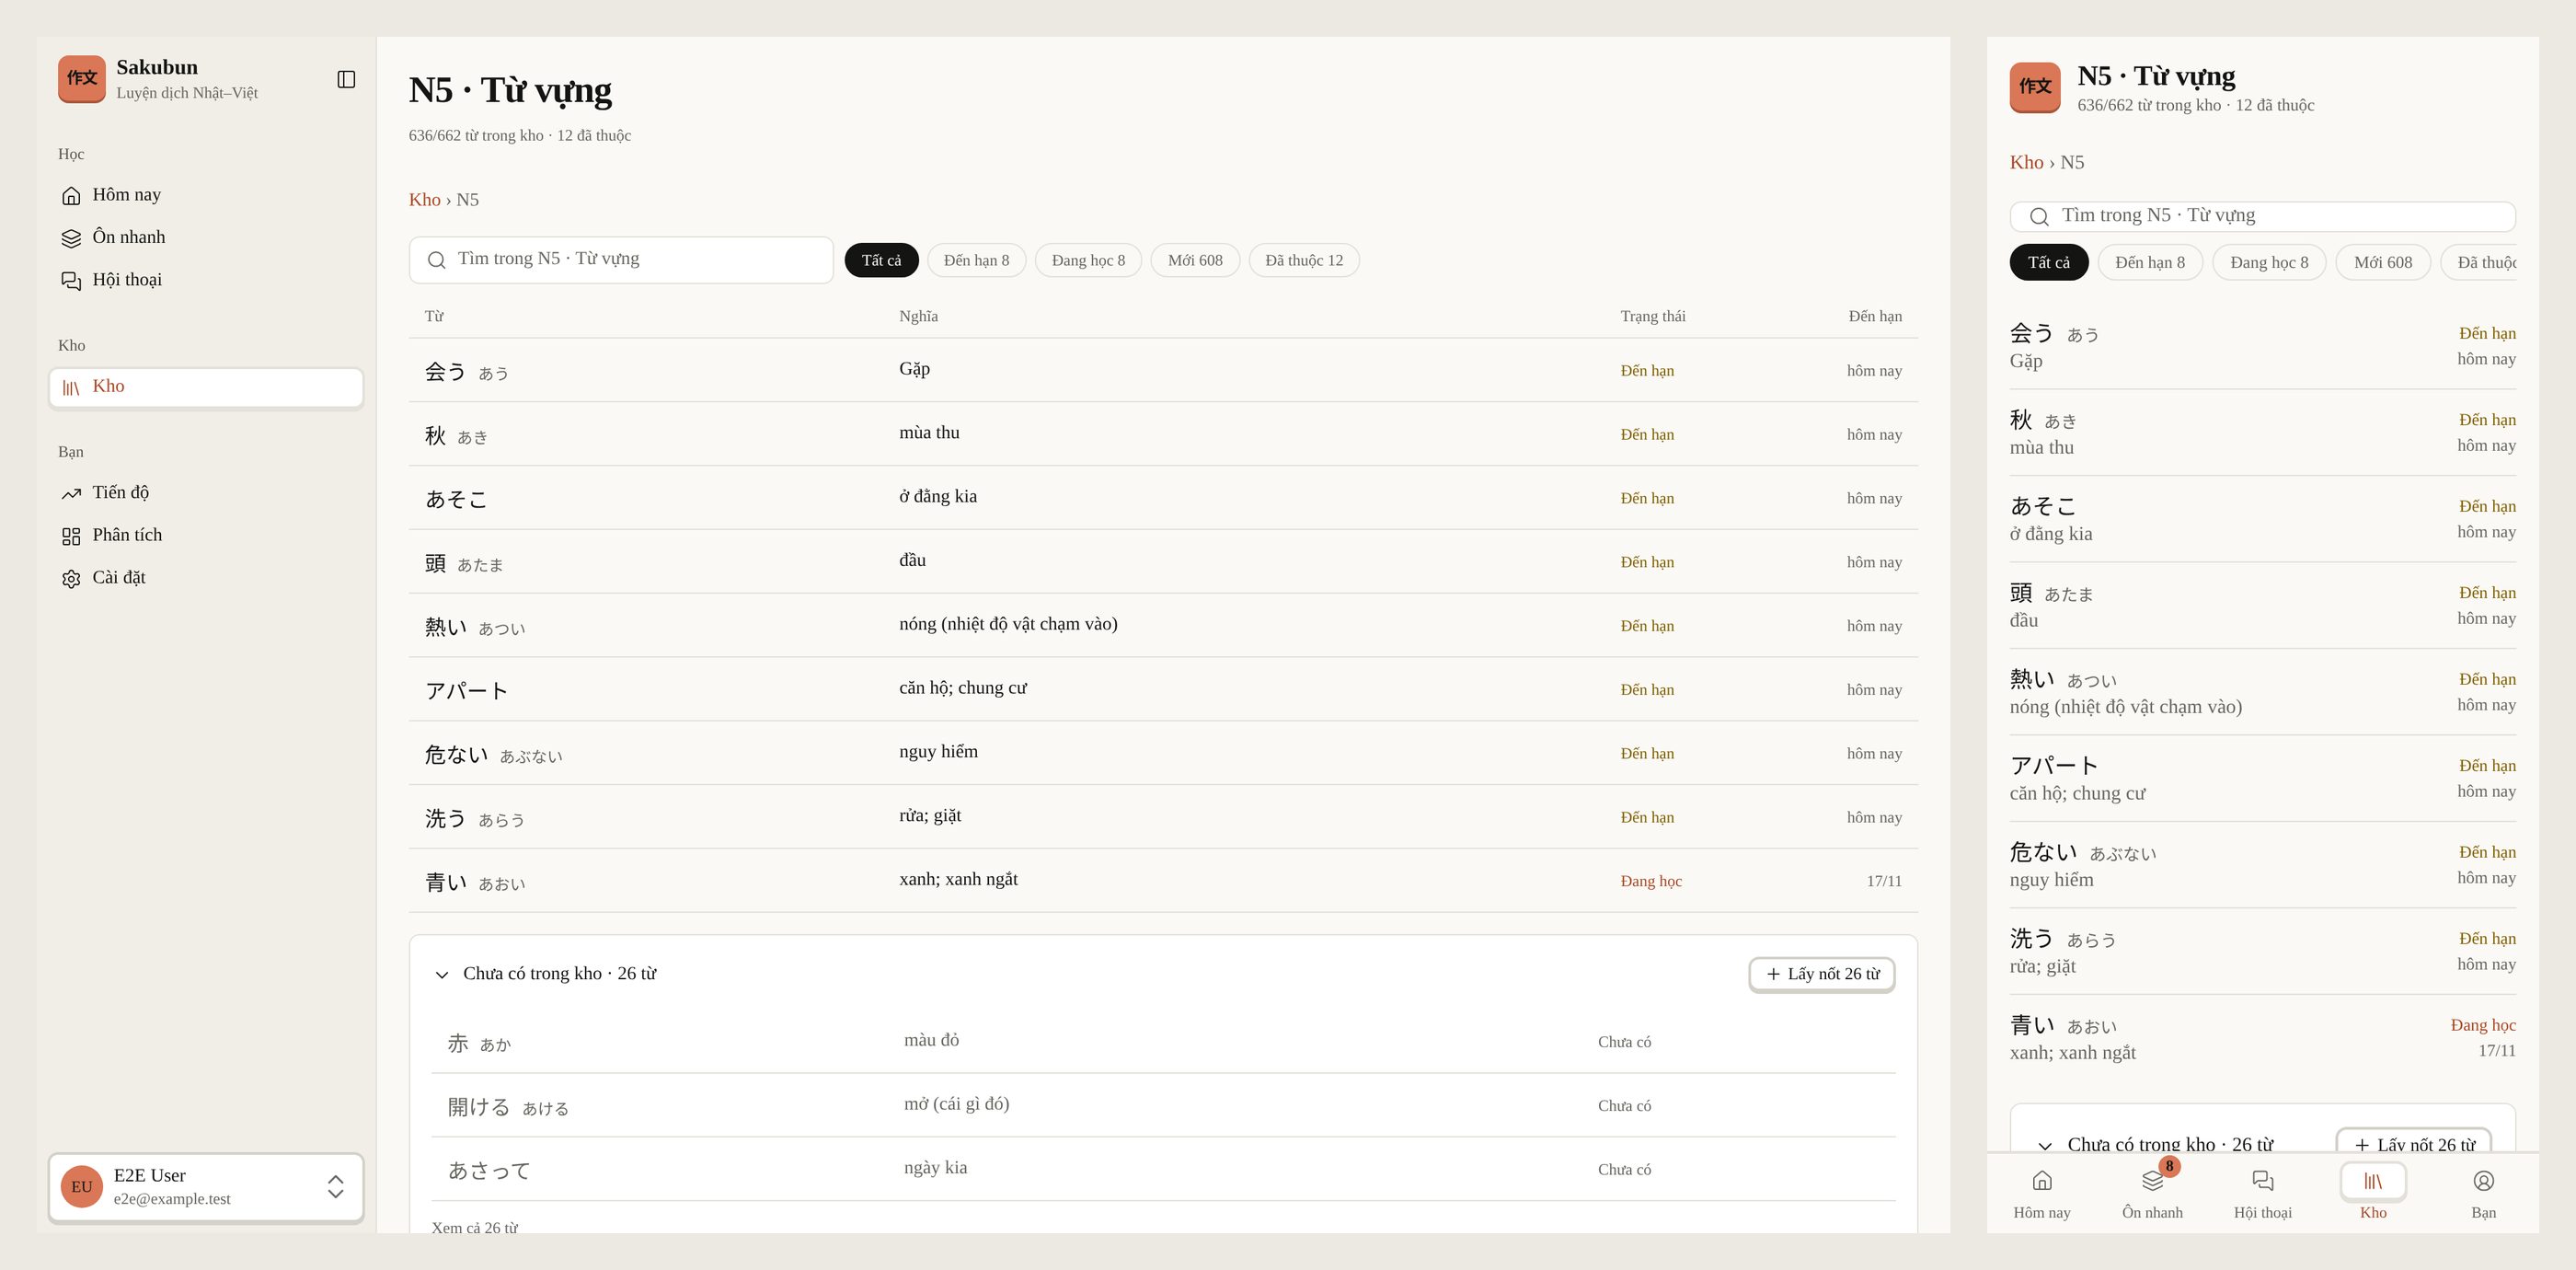 作文
Sakubun
Luyện dịch Nhật–Việt
Học
Hôm nay
Ôn nhanh
Hội thoại
Kho
Kho
Bạn
Tiến độ
Phân tích
Cài đặt
EU
E2E User
e2e@example.test
N5 · Từ vựng
636/662 từ trong kho · 12 đã thuộc
Kho › N5
Tìm trong N5 · Từ vựng
Tất cả Đến hạn 8 Đang học 8 Mới 608 Đã thuộc 12
Từ Nghĩa Trạng thái Đến hạn
会う あう Gặp Đến hạn hôm nay
秋 あき mùa thu Đến hạn hôm nay
あそこ ở đằng kia Đến hạn hôm nay
頭 あたま đầu Đến hạn hôm nay
熱い あつい nóng (nhiệt độ vật chạm vào) Đến hạn hôm nay
アパート căn hộ; chung cư Đến hạn hôm nay
危ない あぶない nguy hiểm Đến hạn hôm nay
洗う あらう rửa; giặt Đến hạn hôm nay
青い あおい xanh; xanh ngắt Đang học 17/11
Chưa có trong kho · 26 từ + Lấy nốt 26 từ
赤 あか màu đỏ Chưa có
開ける あける mở (cái gì đó) Chưa có
あさって ngày kia Chưa có
Xem cả 26 từ
作文
N5 · Từ vựng
636/662 từ trong kho · 12 đã thuộc
Kho › N5
Tìm trong N5 · Từ vựng
Tất cả Đến hạn 8 Đang học 8 Mới 608 Đã thuộc
会う あう Đến hạn
Gặp hôm nay
秋 あき Đến hạn
mùa thu hôm nay
あそこ Đến hạn
ở đằng kia hôm nay
頭 あたま Đến hạn
đầu hôm nay
熱い あつい Đến hạn
nóng (nhiệt độ vật chạm vào) hôm nay
アパート Đến hạn
căn hộ; chung cư hôm nay
危ない あぶない Đến hạn
nguy hiểm hôm nay
洗う あらう Đến hạn
rửa; giặt hôm nay
青い あおい Đang học
xanh; xanh ngắt 17/11
Chưa có trong kho · 26 từ + Lấy nốt 26 từ
8
Hôm nay Ôn nhanh Hội thoại Kho Bạn